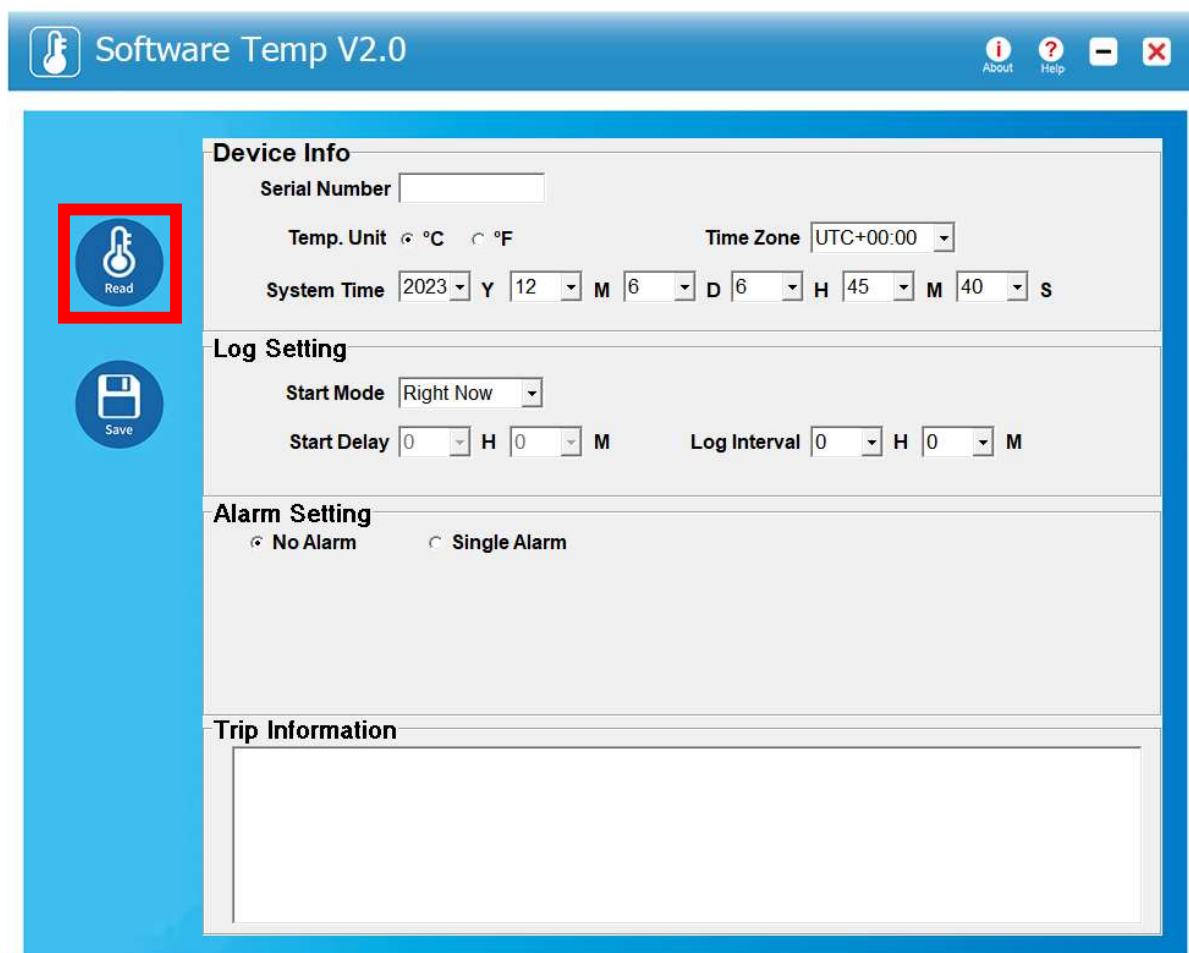 Software Temp V2.0
About
Help
Device Info
Serial Number
Temp. Unit ºC ºF Time Zone UTC+00:00
System Time 2023 Y 12 M 6 D 6 H 45 M 40 S
Read
Log Setting
Start Mode Right Now
Save
Start Delay 0 H 0 M Log Interval 0 H 0 M
Alarm Setting
No Alarm Single Alarm
Trip Information